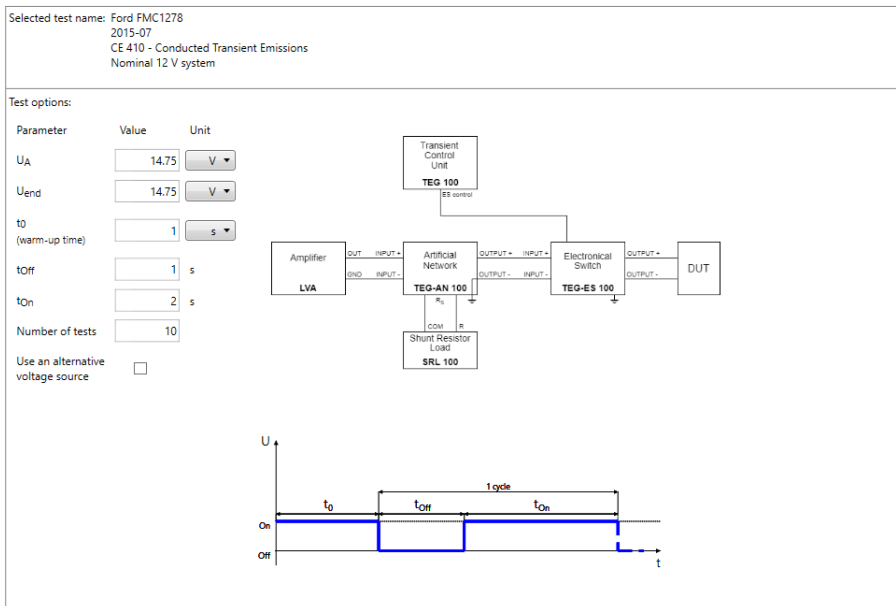 Selected test name: Ford FMC1278
2015-07
CE 410 - Conducted Transient Emissions
Nominal 12 V system
Test options:
Parameter Value Unit
UA 14.75 V
Uend 14.75 V
t0 1 s
(warm-up time)
tOff 1 s
tOn 2 s
Number of tests 10
Use an alternative
voltage source
Transient
Control
Unit
TEG 100
ES control
Amplifier
LVA
OUT INPUT +
GND INPUT -
Artificial
Network
TEG-AN 100
OUTPUT + INPUT +
OUTPUT - INPUT -
Electronical
Switch
TEG-ES 100
OUTPUT +
OUTPUT -
DUT
RS
COM R
Shunt Resistor
Load
SRL 100
U
1 cycle
t0 tOff tOn
On
Off
t